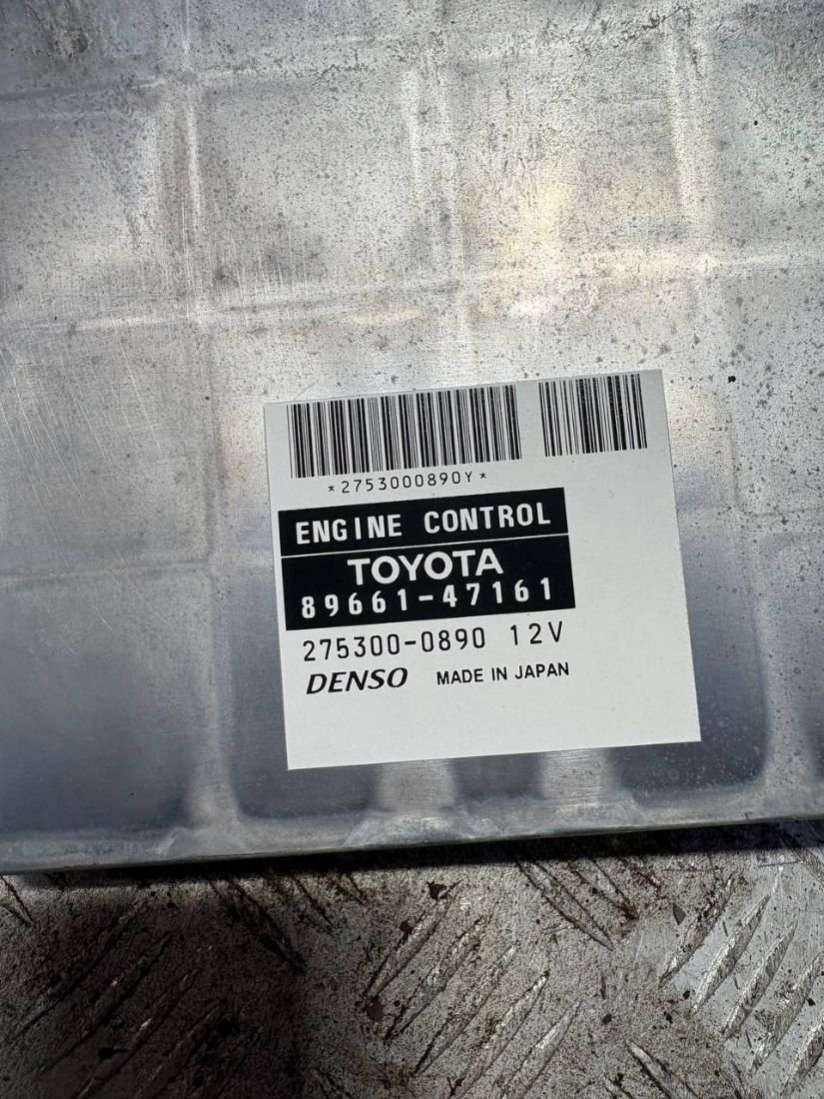 *2753000890Y*
ENGINE CONTROL
TOYOTA
89661-47161
275300-0890 12V
DENSO MADE IN JAPAN